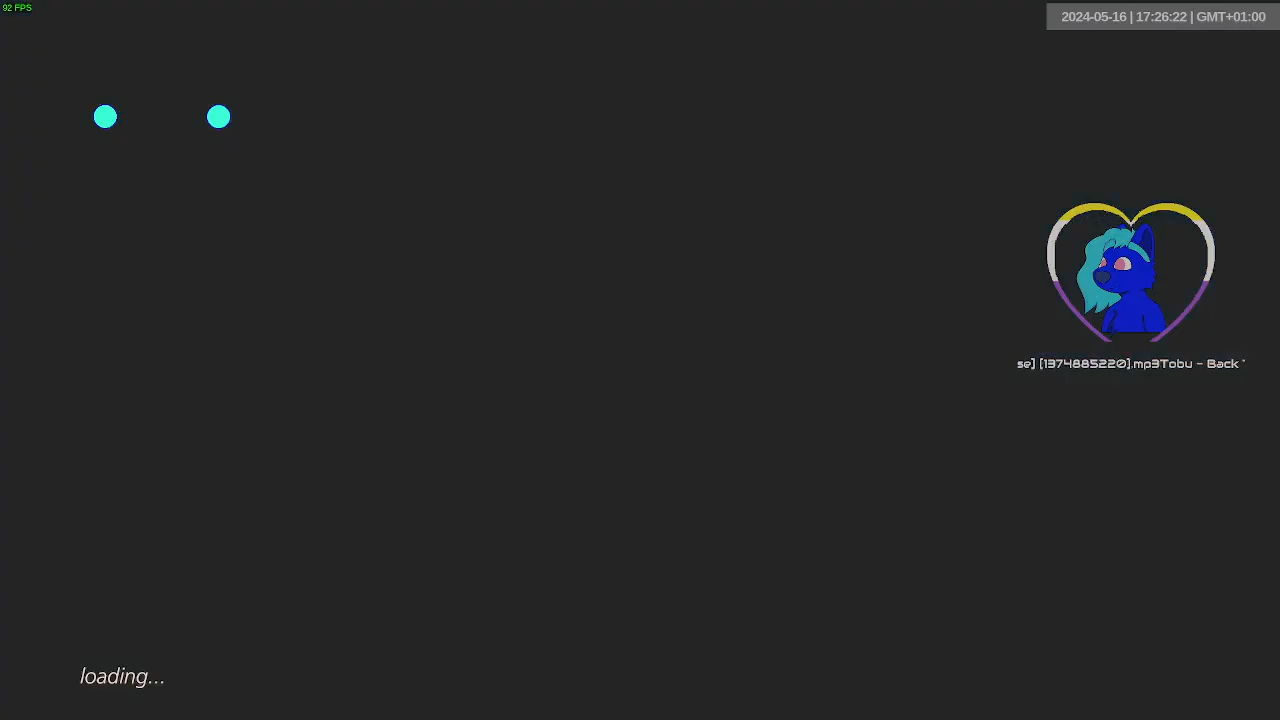 92 FPS
2024-05-16 | 17:26:22 | GMT+01:00
se] [1374885220].mp3Tobu - Back
loading...